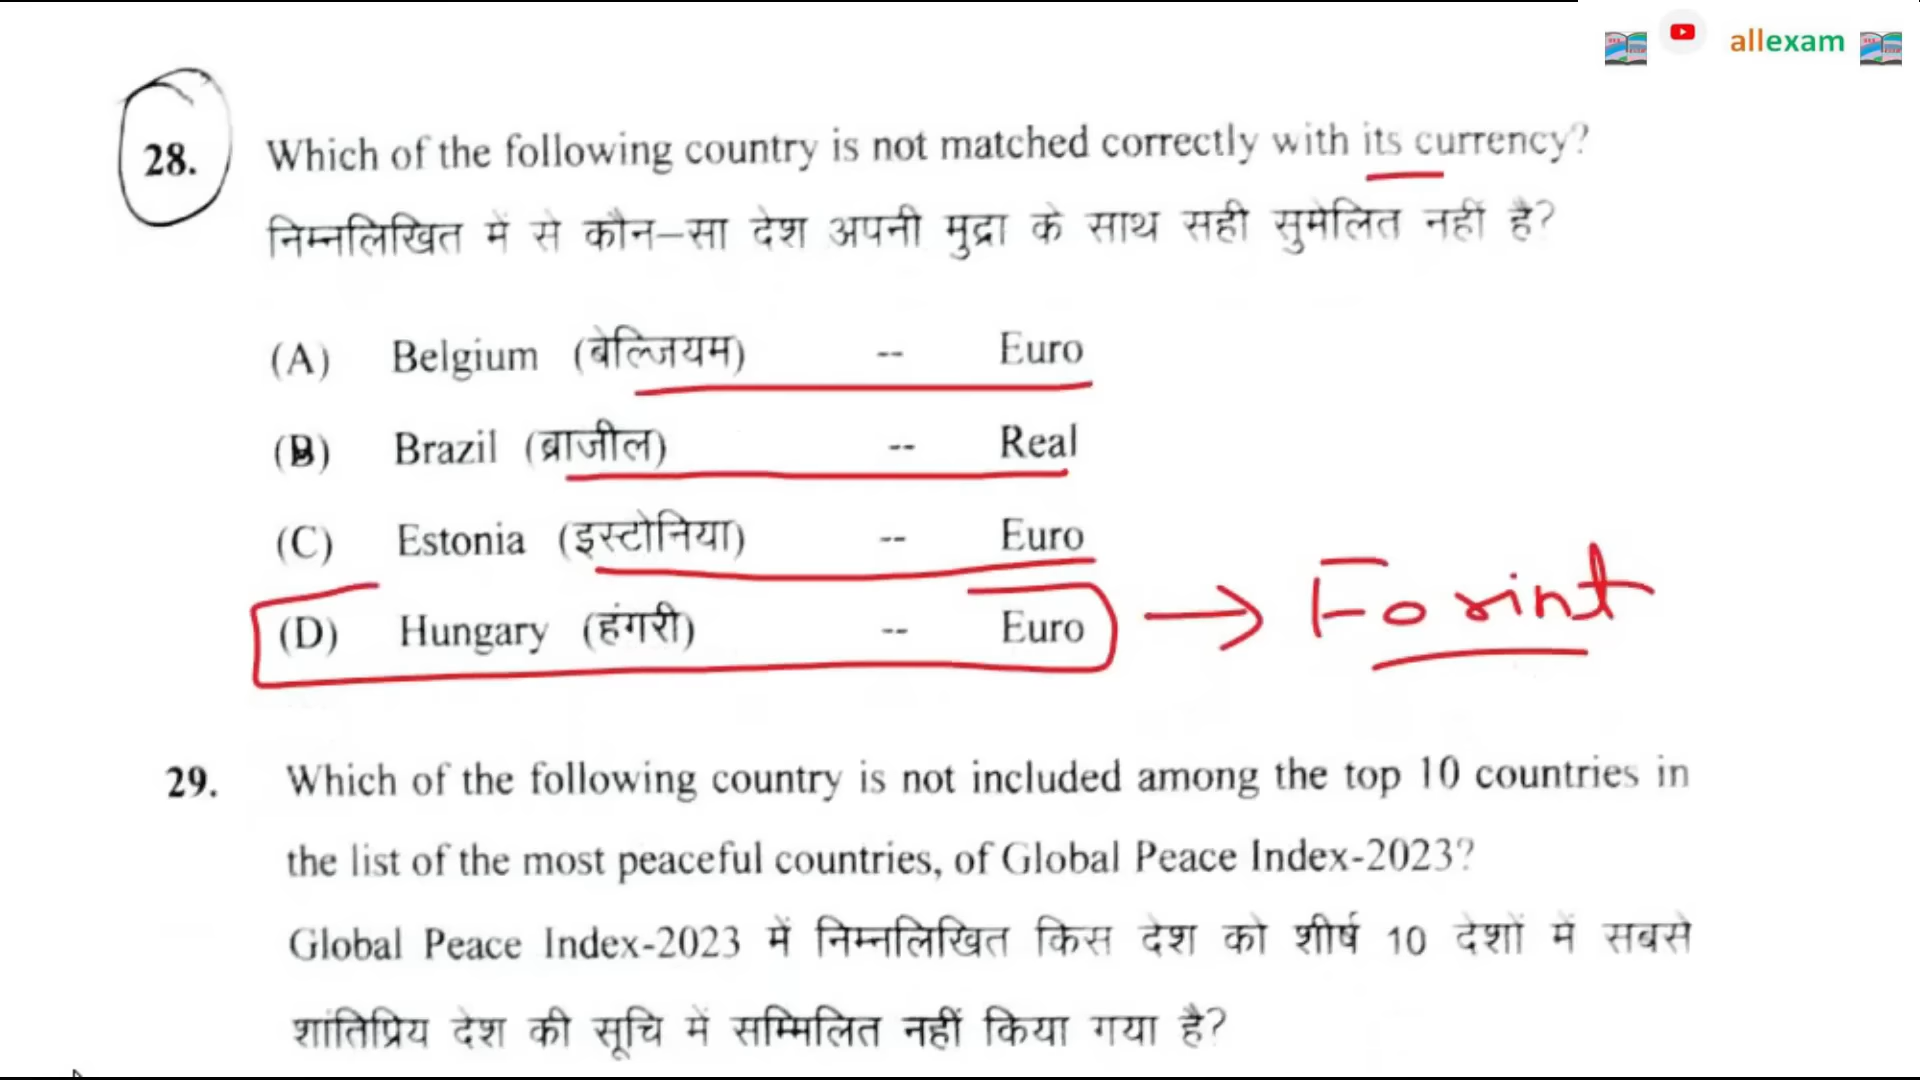 allexam
28. Which of the following country is not matched correctly with its currency?
निम्नलिखित में से कौन–सा देश अपनी मुद्रा के साथ सही सुमेलित नहीं है?
(A) Belgium (बेल्जियम) -- Euro
(B) Brazil (ब्राजील) -- Real
(C) Estonia (इस्टोनिया) -- Euro
(D) Hungary (हंगरी) -- Euro → Forint
29. Which of the following country is not included among the top 10 countries in
the list of the most peaceful countries, of Global Peace Index-2023?
Global Peace Index-2023 में निम्नलिखित किस देश को शीर्ष 10 देशों में सबसे
शांतिप्रिय देश की सूचि में सम्मिलित नहीं किया गया है?